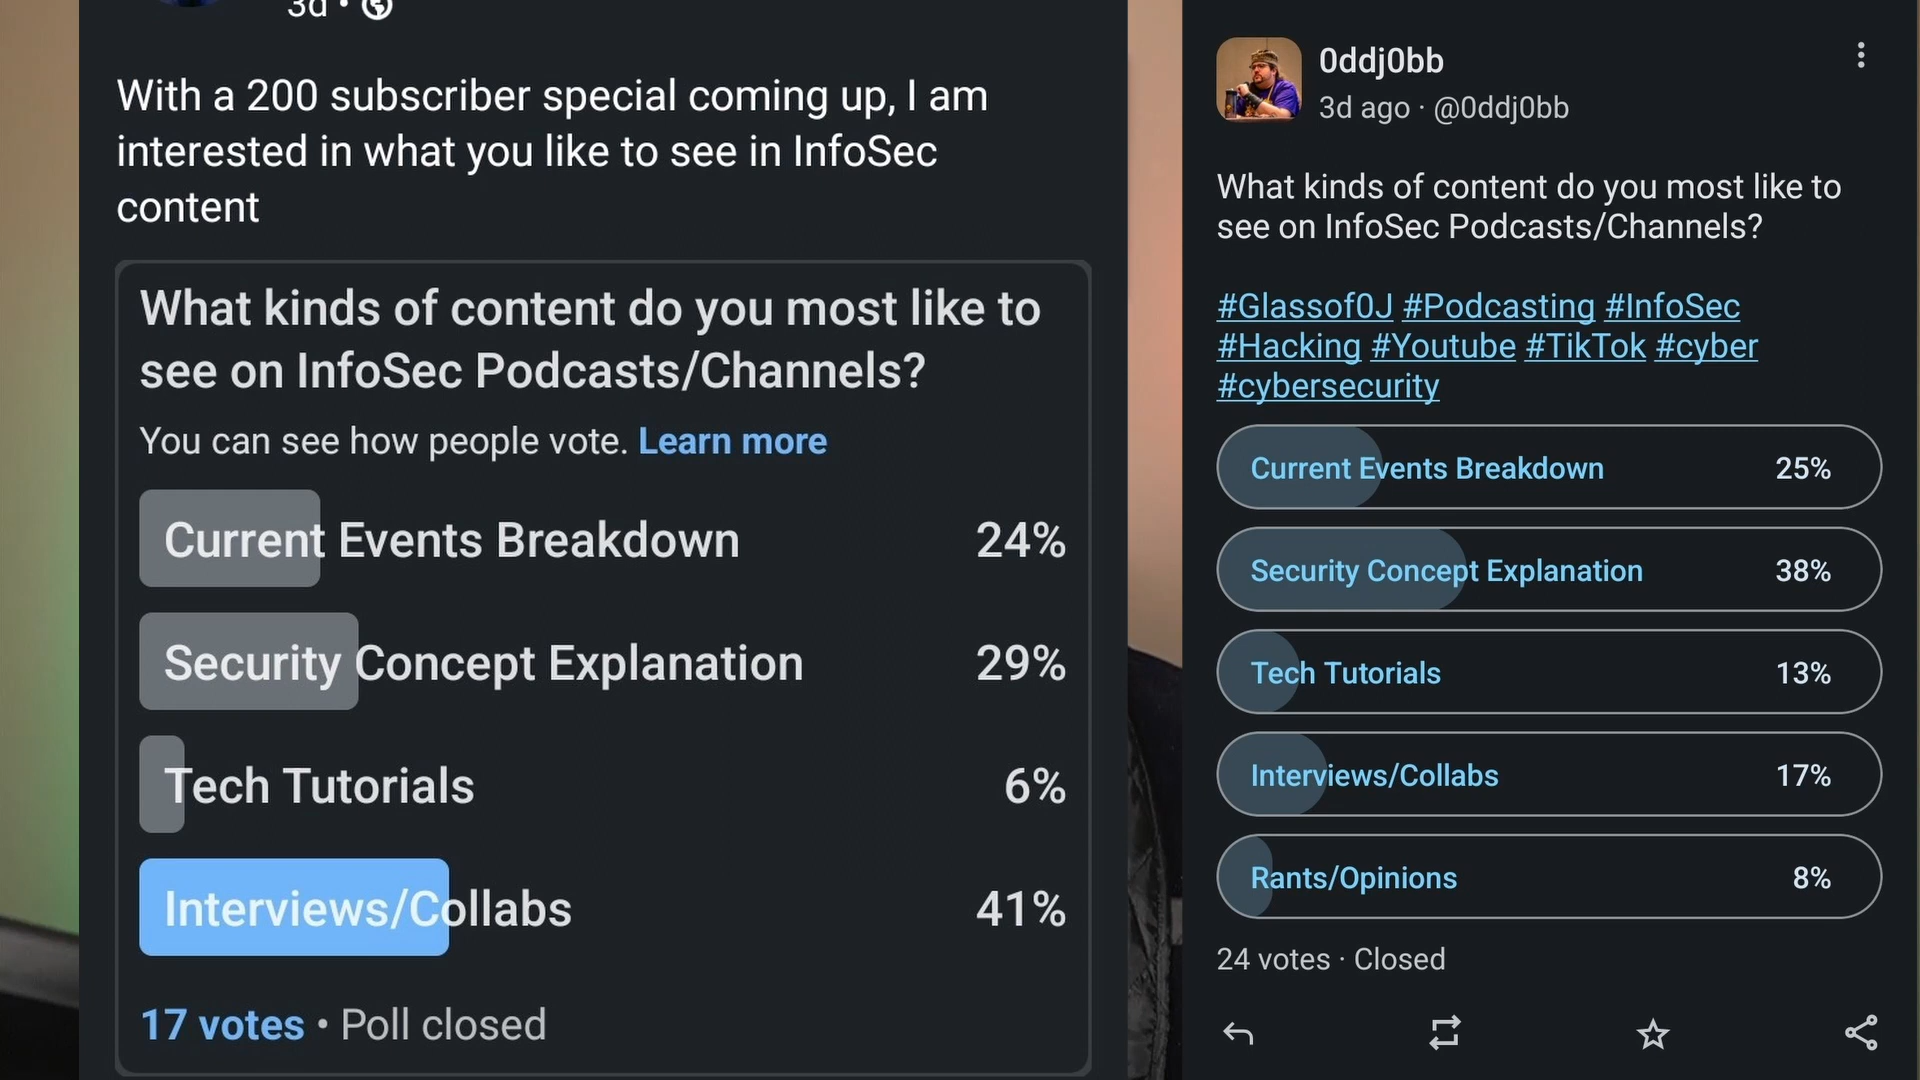 3d •
With a 200 subscriber special coming up, I am
interested in what you like to see in InfoSec
content
What kinds of content do you most like to
see on InfoSec Podcasts/Channels?
You can see how people vote. Learn more
Current Events Breakdown 24%
Security Concept Explanation 29%
Tech Tutorials 6%
Interviews/Collabs 41%
17 votes • Poll closed
0ddj0bb
3d ago · @0ddj0bb
What kinds of content do you most like to
see on InfoSec Podcasts/Channels?
#Glassof0J #Podcasting #InfoSec
#Hacking #Youtube #TikTok #cyber
#cybersecurity
Current Events Breakdown 25%
Security Concept Explanation 38%
Tech Tutorials 13%
Interviews/Collabs 17%
Rants/Opinions 8%
24 votes · Closed